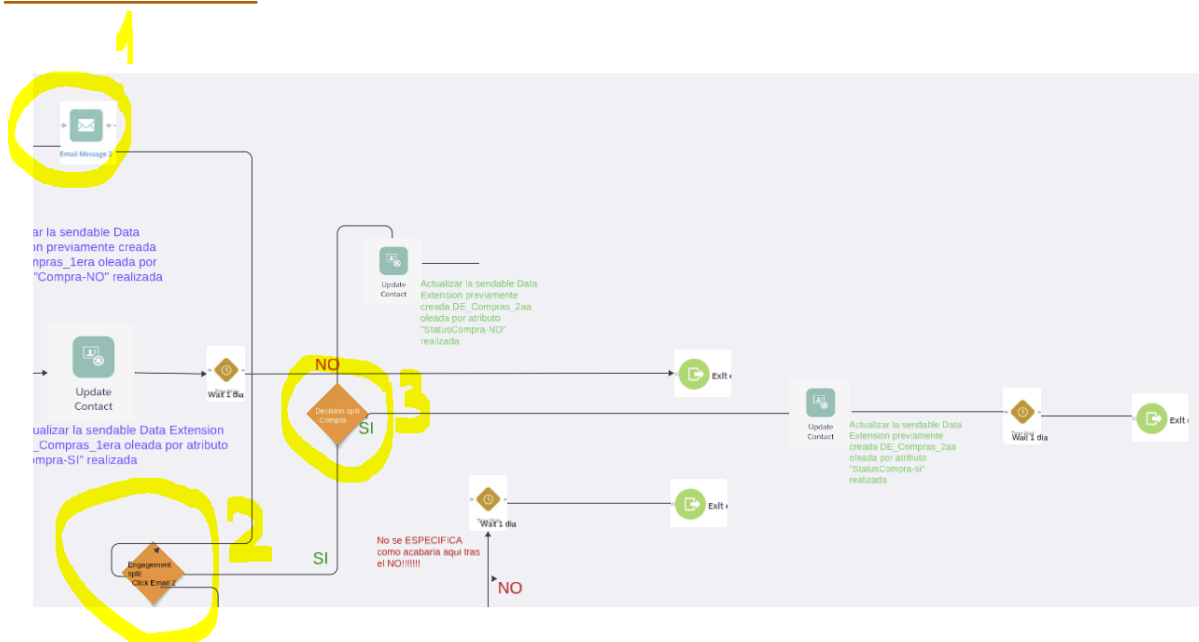 1
Email Message 2
ar la sendable Data
on previamente creada
mpras_1era oleada por
"Compra-NO" realizada
Update
Contact
Actualizar la sendable Data
Extension previamente
creada DE_Compras_2aa
oleada por atributo
"StatusCompra-NO"
realizada
Update
Contact
Wait 1 dia
NO
Decision split
Compra
SI
3
Exit
Update
Contact
Actualizar la sendable Data
Extension previamente
creada DE_Compras_2aa
oleada por atributo
"StatusCompra-si"
realizada
Wait 1 dia
Exit
ualizar la sendable Data Extension
_Compras_1era oleada por atributo
ompra-SI" realizada
2
Engagement
split
Click Email 2
SI
Wait 1 dia
Exit
No se ESPECIFICA
como acabaria aqui tras
el NO!!!!!!!
NO